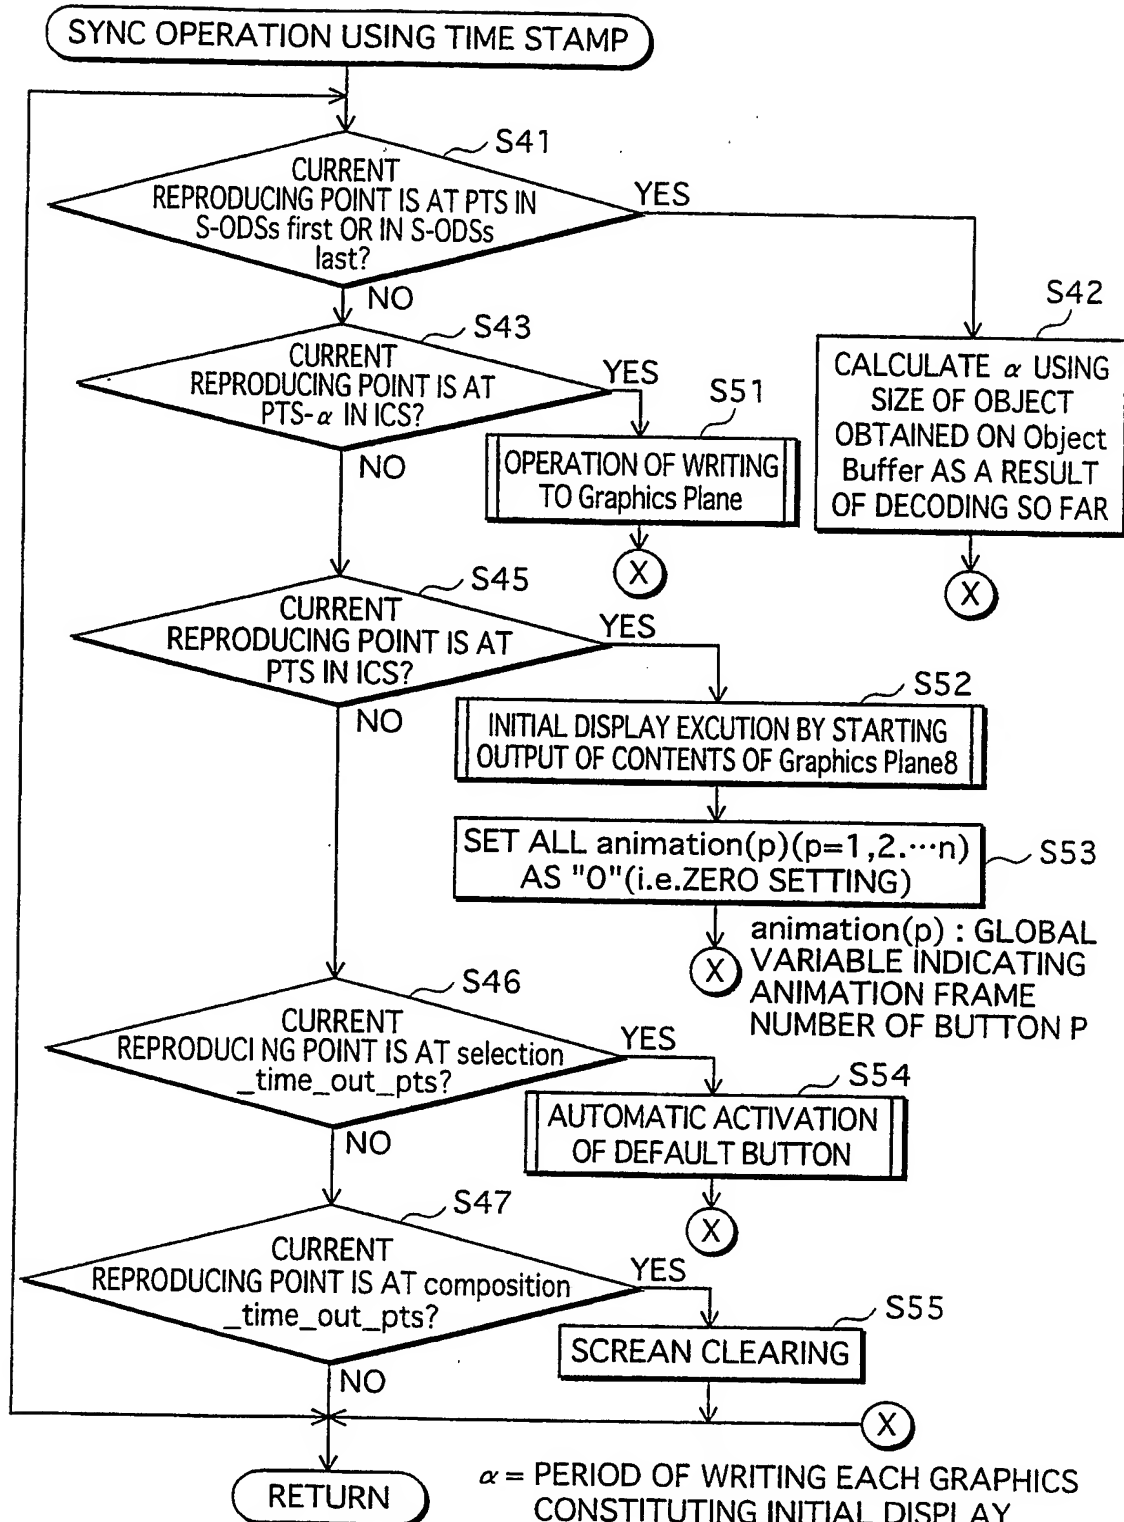 SYNC OPERATION USING TIME STAMP
S41
CURRENT
REPRODUCING POINT IS AT PTS IN
S-ODSs first OR IN S-ODSs
last?
YES
NO
S42
CALCULATE α USING
SIZE OF OBJECT
OBTAINED ON Object
Buffer AS A RESULT
OF DECODING SO FAR
X
S43
CURRENT
REPRODUCING POINT IS AT
PTS-α IN ICS?
YES
NO
S51
OPERATION OF WRITING
TO Graphics Plane
X
S45
CURRENT
REPRODUCING POINT IS AT
PTS IN ICS?
YES
NO
S52
INITIAL DISPLAY EXCUTION BY STARTING
OUTPUT OF CONTENTS OF Graphics Plane8
SET ALL animation(p)(p=1,2.···n)
AS "0"(i.e.ZERO SETTING)
S53
X
animation(p) : GLOBAL
VARIABLE INDICATING
ANIMATION FRAME
NUMBER OF BUTTON P
S46
CURRENT
REPRODUCI NG POINT IS AT selection
_time_out_pts?
YES
NO
S54
AUTOMATIC ACTIVATION
OF DEFAULT BUTTON
X
S47
CURRENT
REPRODUCING POINT IS AT composition
_time_out_pts?
YES
NO
S55
SCREAN CLEARING
X
RETURN
α = PERIOD OF WRITING EACH GRAPHICS
CONSTITUTING INITIAL DISPLAY